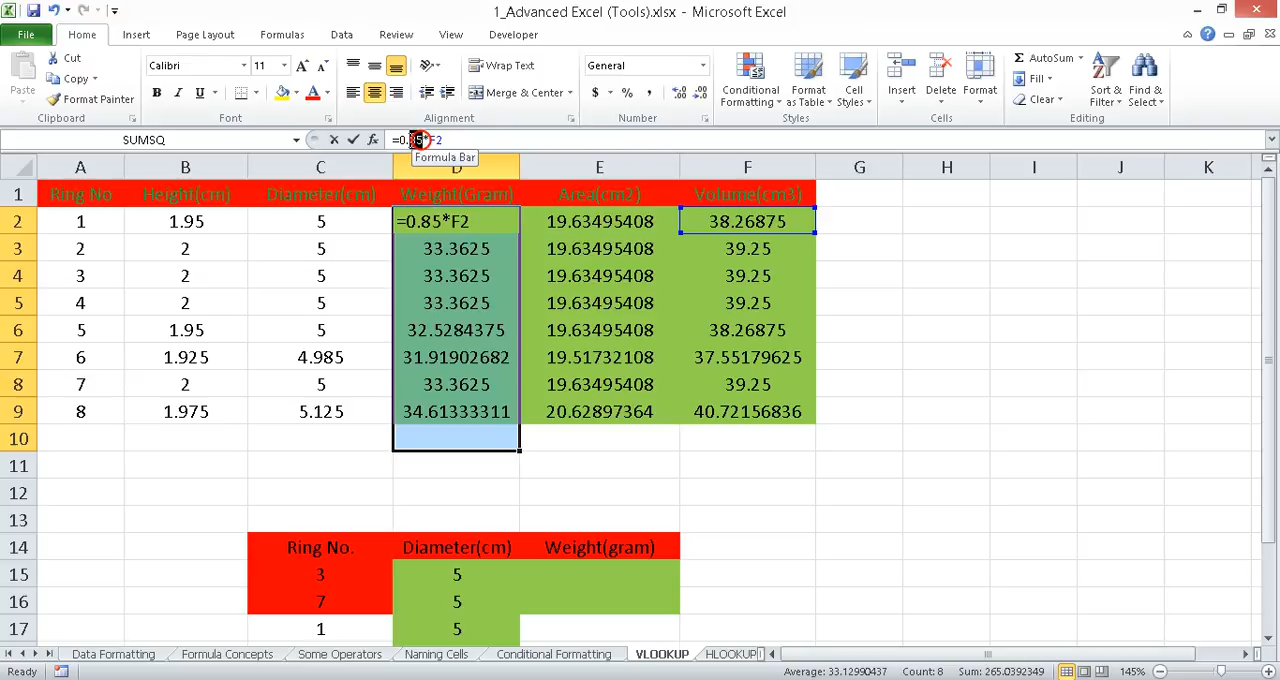 1_Advanced Excel (Tools).xlsx - Microsoft Excel
File Home Insert Page Layout Formulas Data Review View Developer
Cut
Copy
Format Painter
Paste
Clipboard
Calibri 11
B I U
Font
Wrap Text
Merge & Center
Alignment
General
$ % ,
Number
Conditional Formatting
Format as Table
Cell Styles
Styles
Insert Delete Format
Cells
AutoSum
Fill
Clear
Sort & Filter
Find & Select
Editing
SUMSQ fx =0.85*F2
Formula Bar
A B C D E F G H I J K
1 Ring No Height(cm) Diameter(cm) Weight(Gram) Area(cm2) Volume(cm3)
2 1 1.95 5 =0.85*F2 19.63495408 38.26875
3 2 2 5 33.3625 19.63495408 39.25
4 3 2 5 33.3625 19.63495408 39.25
5 4 2 5 33.3625 19.63495408 39.25
6 5 1.95 5 32.5284375 19.63495408 38.26875
7 6 1.925 4.985 31.91902682 19.51732108 37.55179625
8 7 2 5 33.3625 19.63495408 39.25
9 8 1.975 5.125 34.61333311 20.62897364 40.72156836
10
11
12
13
14 Ring No. Diameter(cm) Weight(gram)
15 3 5
16 7 5
17 1 5
Data Formatting Formula Concepts Some Operators Naming Cells Conditional Formatting VLOOKUP HLOOKUP
Ready Average: 33.12990437 Count: 8 Sum: 265.0392349 145%